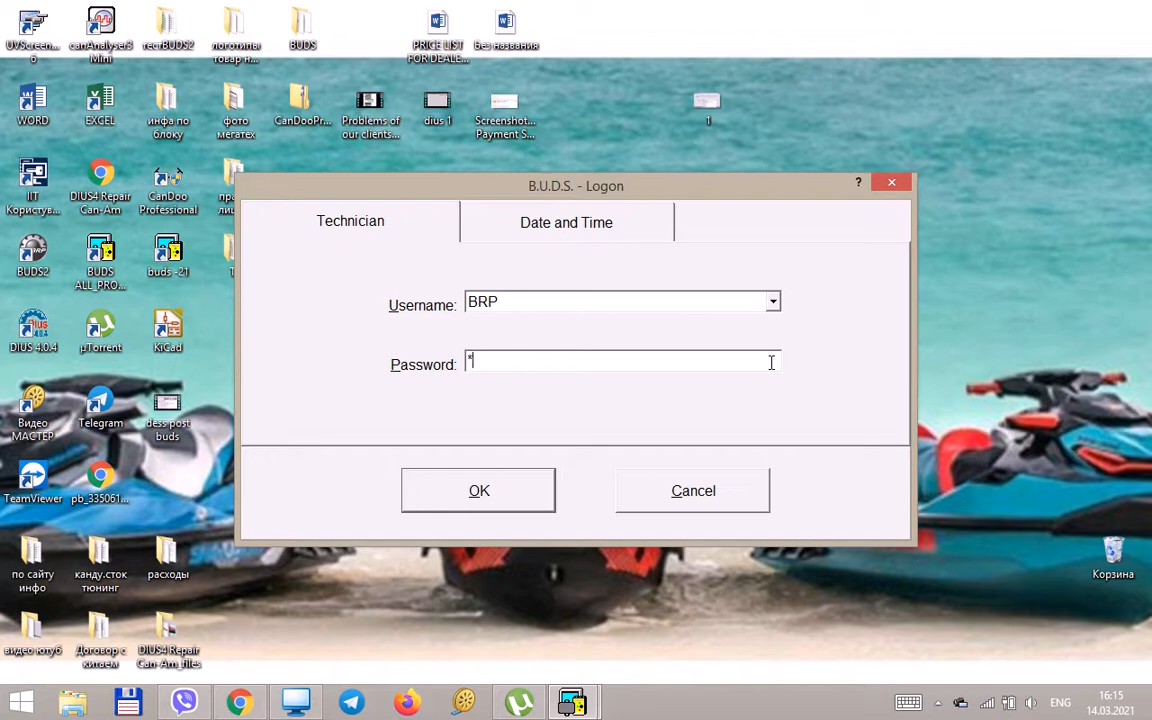 UVScreen...
6
canAnalyser3
Mini
тестBUDS2
логотипы
товар н...
BUDS
PRICE LIST
FOR DEALE...
Без названия
WORD
EXCEL
инфа по
блоку
фото
мегатех
CanDooPr...
Problems of
our clients...
dius 1
Screenshot...
Payment S...
1
IIT
Користув...
DIUS4 Repair
Can-Am
CanDoo
Professional
BUDS2
BUDS
ALL_PRO...
buds -21
DIUS 4.0.4
µTorrent
KiCad
Видео
МАСТЕР
Telegram
dess post
buds
TeamViewer
pb_335061...
по сайту
инфо
канду.сток
тюнинг
расходы
видео ютуб
Договор с
китаем
DIUS4 Repair
Can-Am_files
Корзина
B.U.D.S. - Logon
?
Technician
Date and Time
Username:
BRP
Password:
*
OK
Cancel
ENG
16:15
14.03.2021